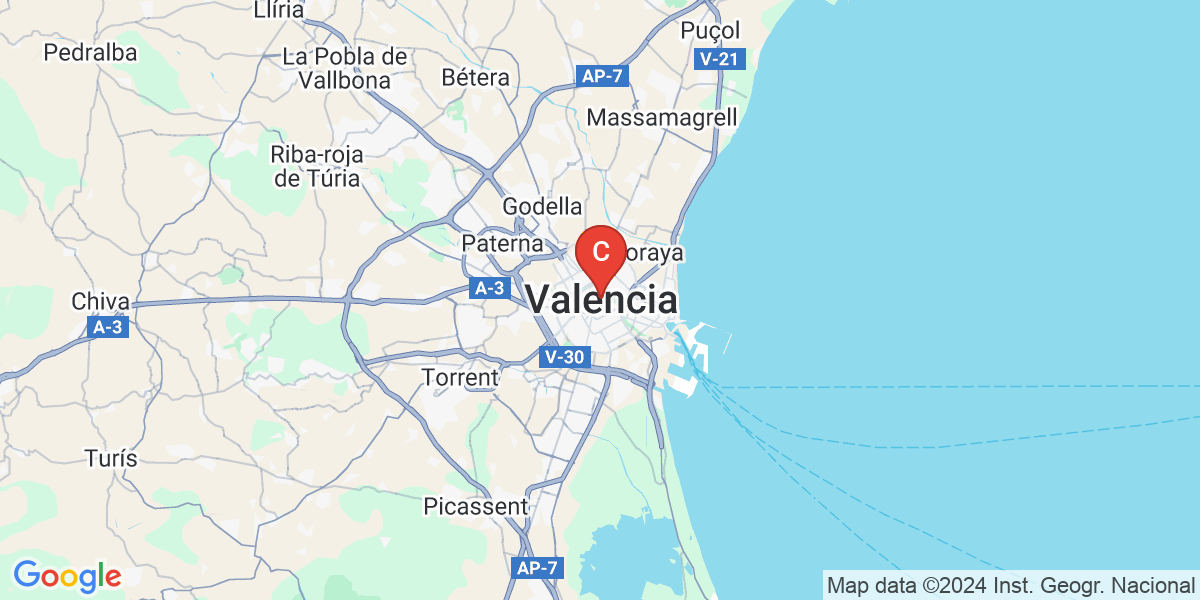 Llíria
Puçol
Pedralba
La Pobla de
Vallbona
V-21
Bétera
AP-7
Massamagrell
Riba-roja
de Túria
Godella
Paterna
C
oraya
A-3
Valencia
Chiva
A-3
V-30
Torrent
Turís
Picassent
AP-7
Google
Map data ©2024 Inst. Geogr. Nacional